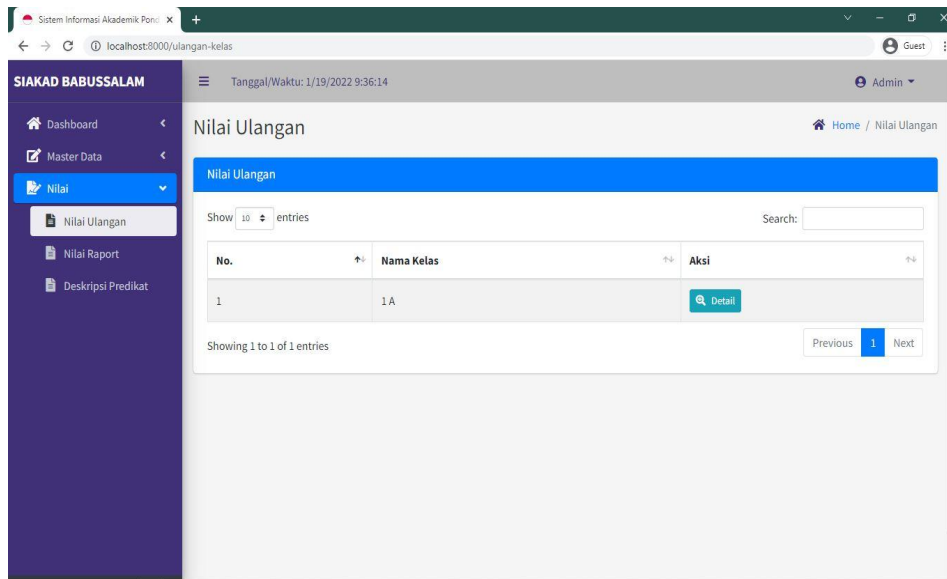 Sistem Informasi Akademik Pond
localhost:8000/ulangan-kelas
Guest
SIAKAD BABUSSALAM
Tanggal/Waktu: 1/19/2022 9:36:14
Admin
Dashboard
Master Data
Nilai
Nilai Ulangan
Nilai Raport
Deskripsi Predikat
Nilai Ulangan
Home / Nilai Ulangan
Nilai Ulangan
Show 10 entries
Search:
No. Nama Kelas Aksi
1 1 A Detail
Showing 1 to 1 of 1 entries
Previous 1 Next